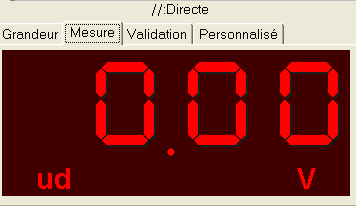 //:Directe
Grandeur Mesure Validation Personnalisé
0.00
ud V